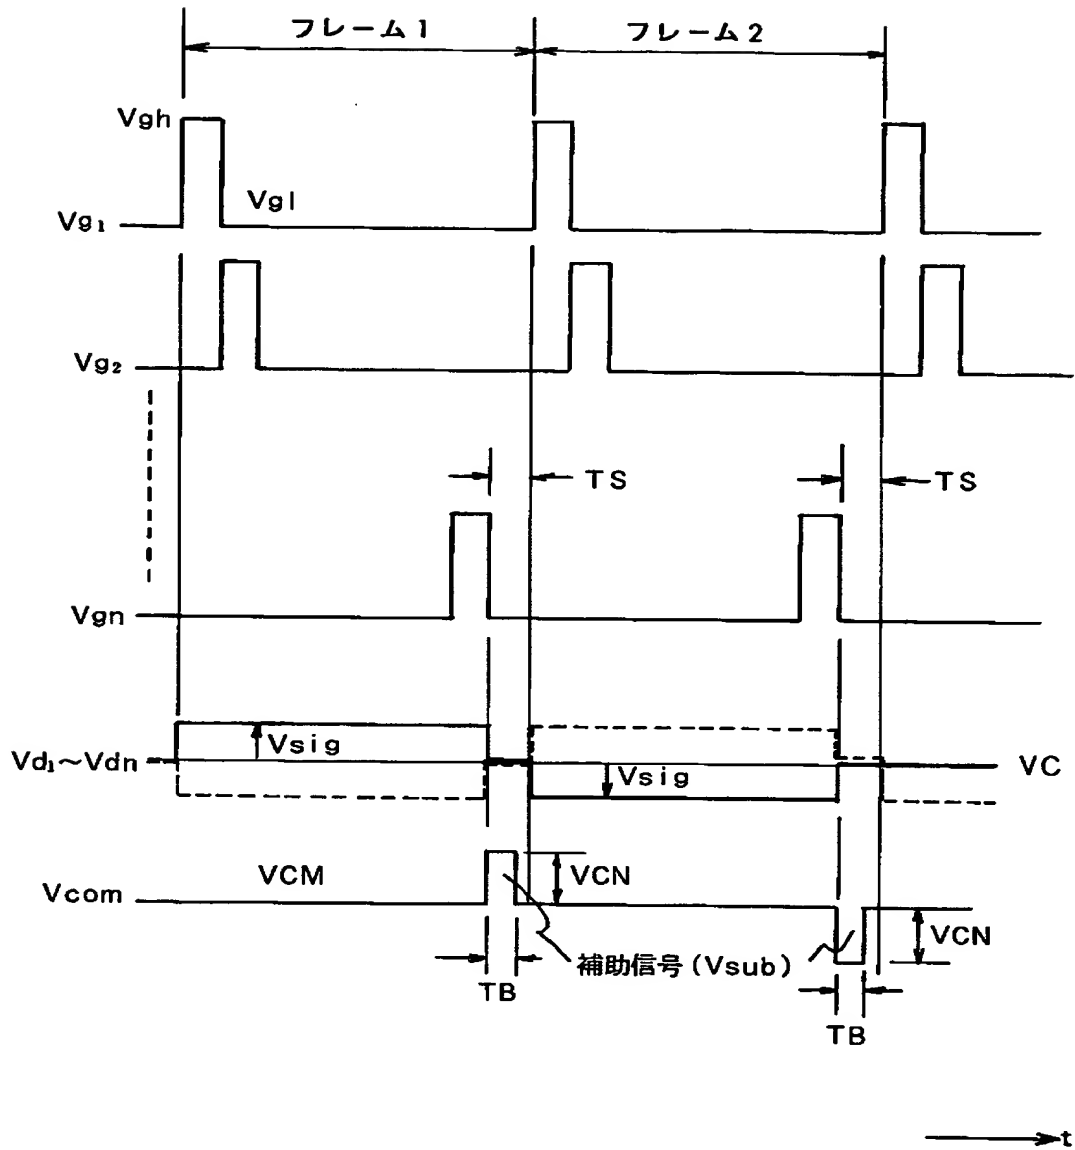 フレーム1
フレーム2
Vgh
Vgl
Vg₁
Vg₂
TS
TS
Vgn
Vsig
Vd₁~Vdn
Vsig
VC
VCM
VCN
Vcom
VCN
補助信号(Vsub)
TB
TB
t